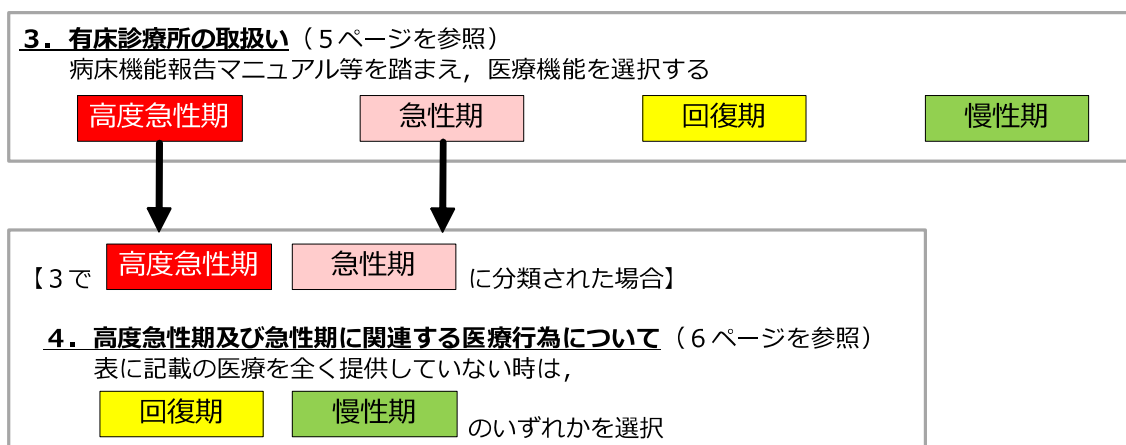 ３．有床診療所の取扱い（５ページを参照）
病床機能報告マニュアル等を踏まえ，医療機能を選択する
高度急性期 急性期 回復期 慢性期
【３で 高度急性期 急性期 に分類された場合】
４．高度急性期及び急性期に関連する医療行為について（６ページを参照）
表に記載の医療を全く提供していない時は，
回復期 慢性期 のいずれかを選択